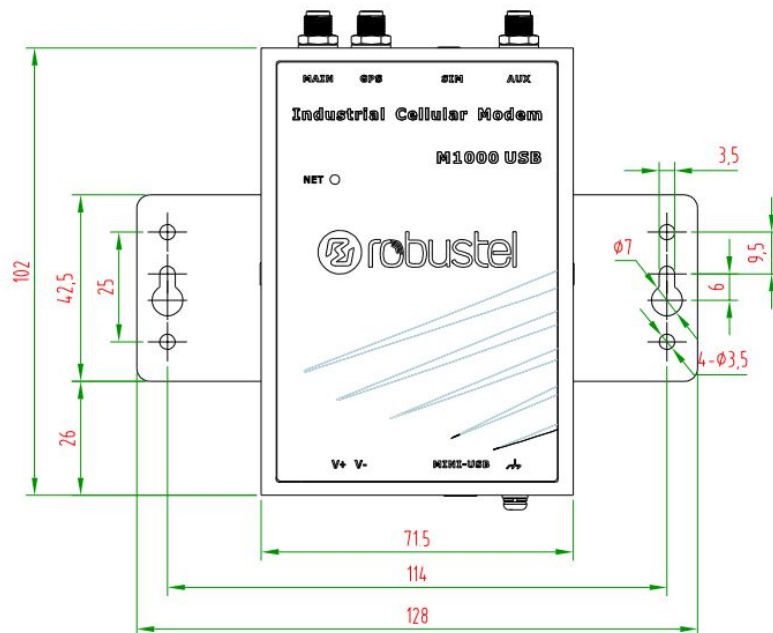 MAIN GPS SIM AUX
Industrial Cellular Modem
M1000 USB
NET
robustel
3,5
9,5
Ø7
6
102
42,5
25
4-Ø3,5
26
V+ V- MINI-USB
71.5
114
128